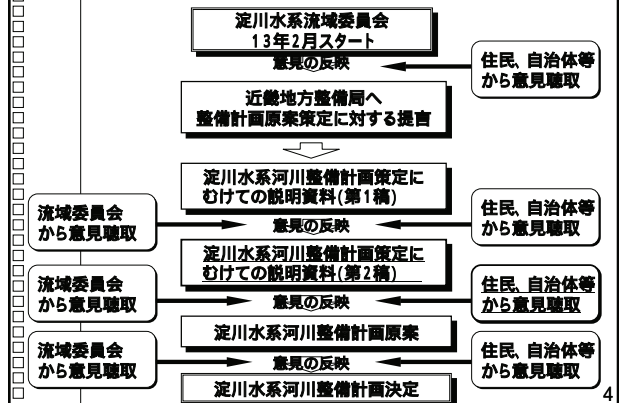 淀川水系流域委員会
13年2月スタート
意見の反映
住民、自治体等
から意見聴取
近畿地方整備局へ
整備計画原案策定に対する提言
淀川水系河川整備計画策定に
むけての説明資料(第1稿)
流域委員会
から意見聴取
意見の反映
住民、自治体等
から意見聴取
淀川水系河川整備計画策定に
むけての説明資料(第2稿)
流域委員会
から意見聴取
意見の反映
住民、自治体等
から意見聴取
淀川水系河川整備計画原案
流域委員会
から意見聴取
意見の反映
住民、自治体等
から意見聴取
淀川水系河川整備計画決定
4